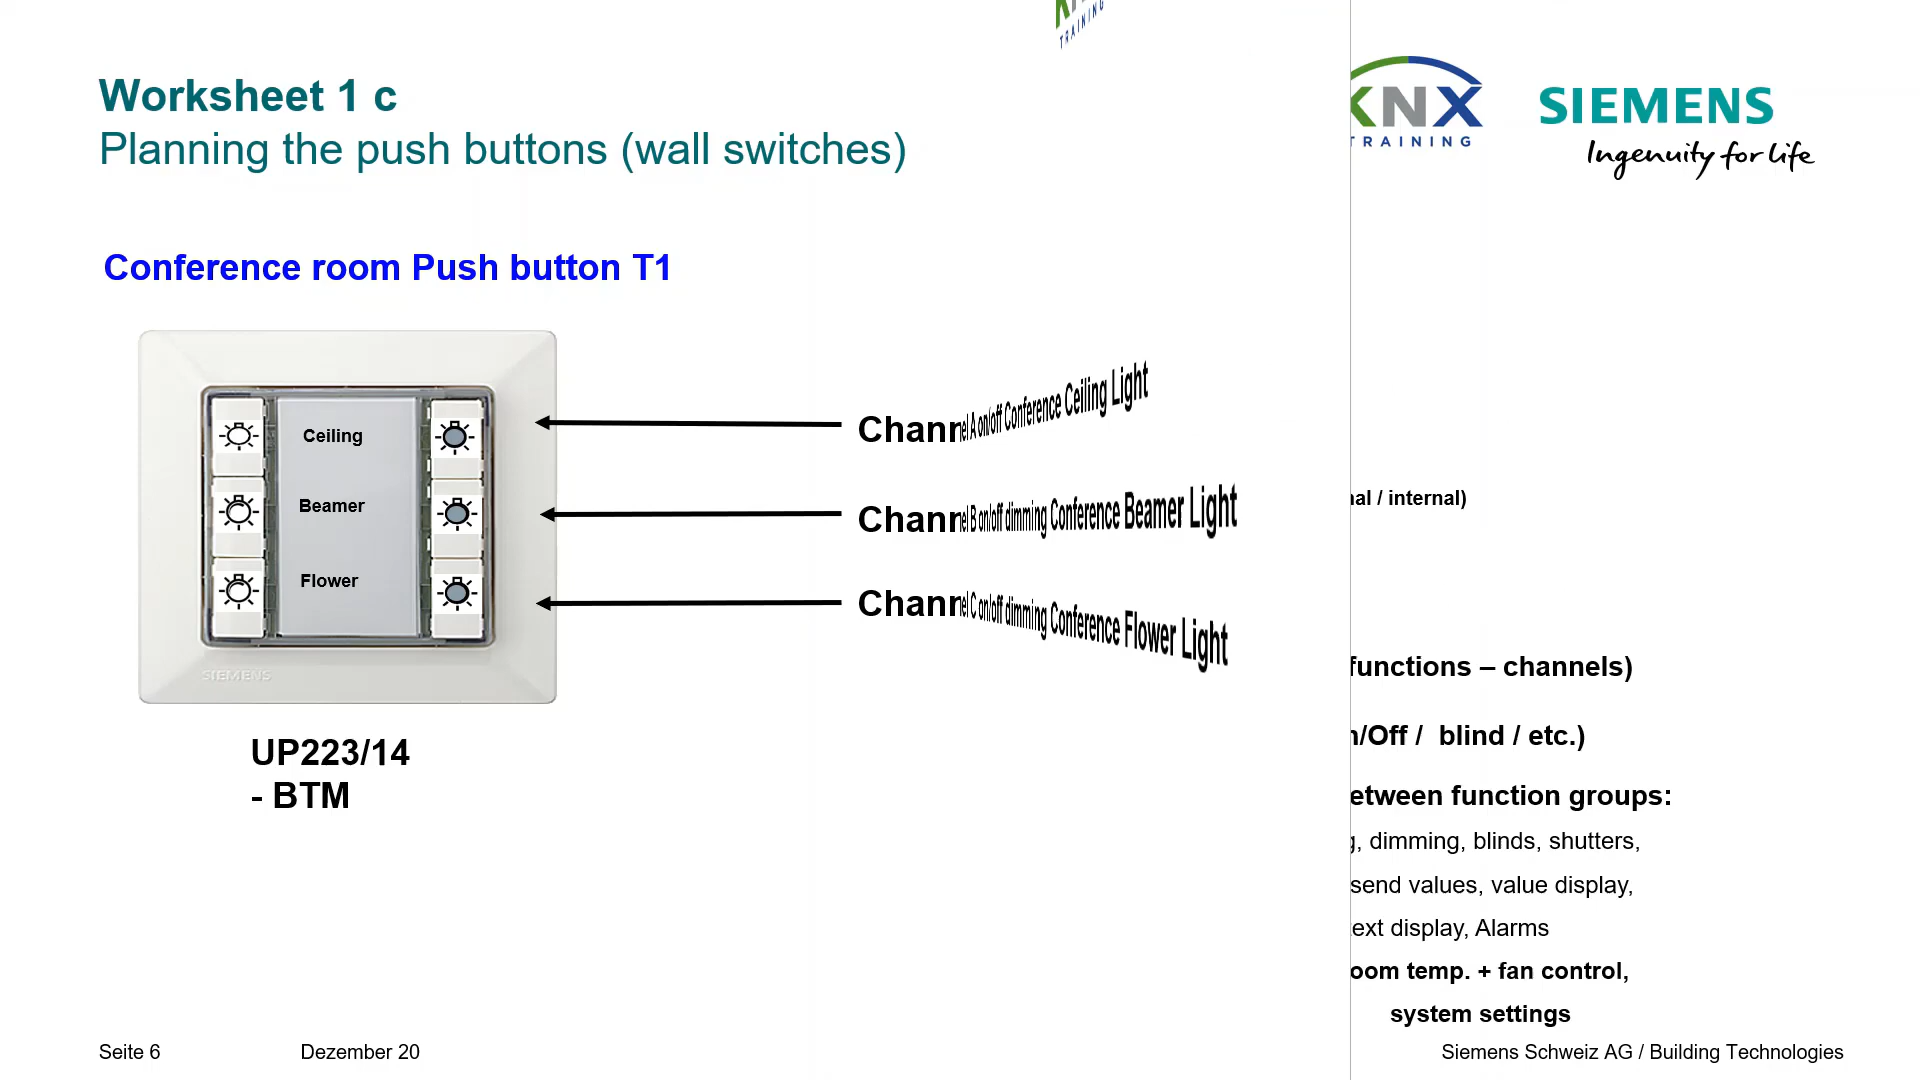 TRAINING
Worksheet 1 c
Planning the push buttons (wall switches)
KNX
TRAINING
SIEMENS
Ingenuity for life
Conference room Push button T1
Ceiling
Beamer
Flower
SIEMENS
Channel A on/off Conference Ceiling Light
Channel B on/off dimming Conference Beamer Light
Channel C on/off dimming Conference Flower Light
UP223/14
- BTM
/ internal)
functions – channels)
/Off / blind / etc.)
etween function groups:
, dimming, blinds, shutters,
send values, value display,
ext display, Alarms
oom temp. + fan control,
system settings
Seite 6
Dezember 20
Siemens Schweiz AG / Building Technologies